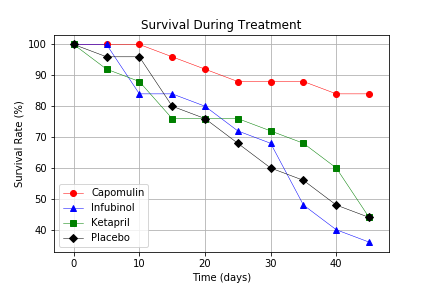 Survival During Treatment
100
90
80
70
60
50
40
Survival Rate (%)
Capomulin
Infubinol
Ketapril
Placebo
0
10
20
30
40
Time (days)